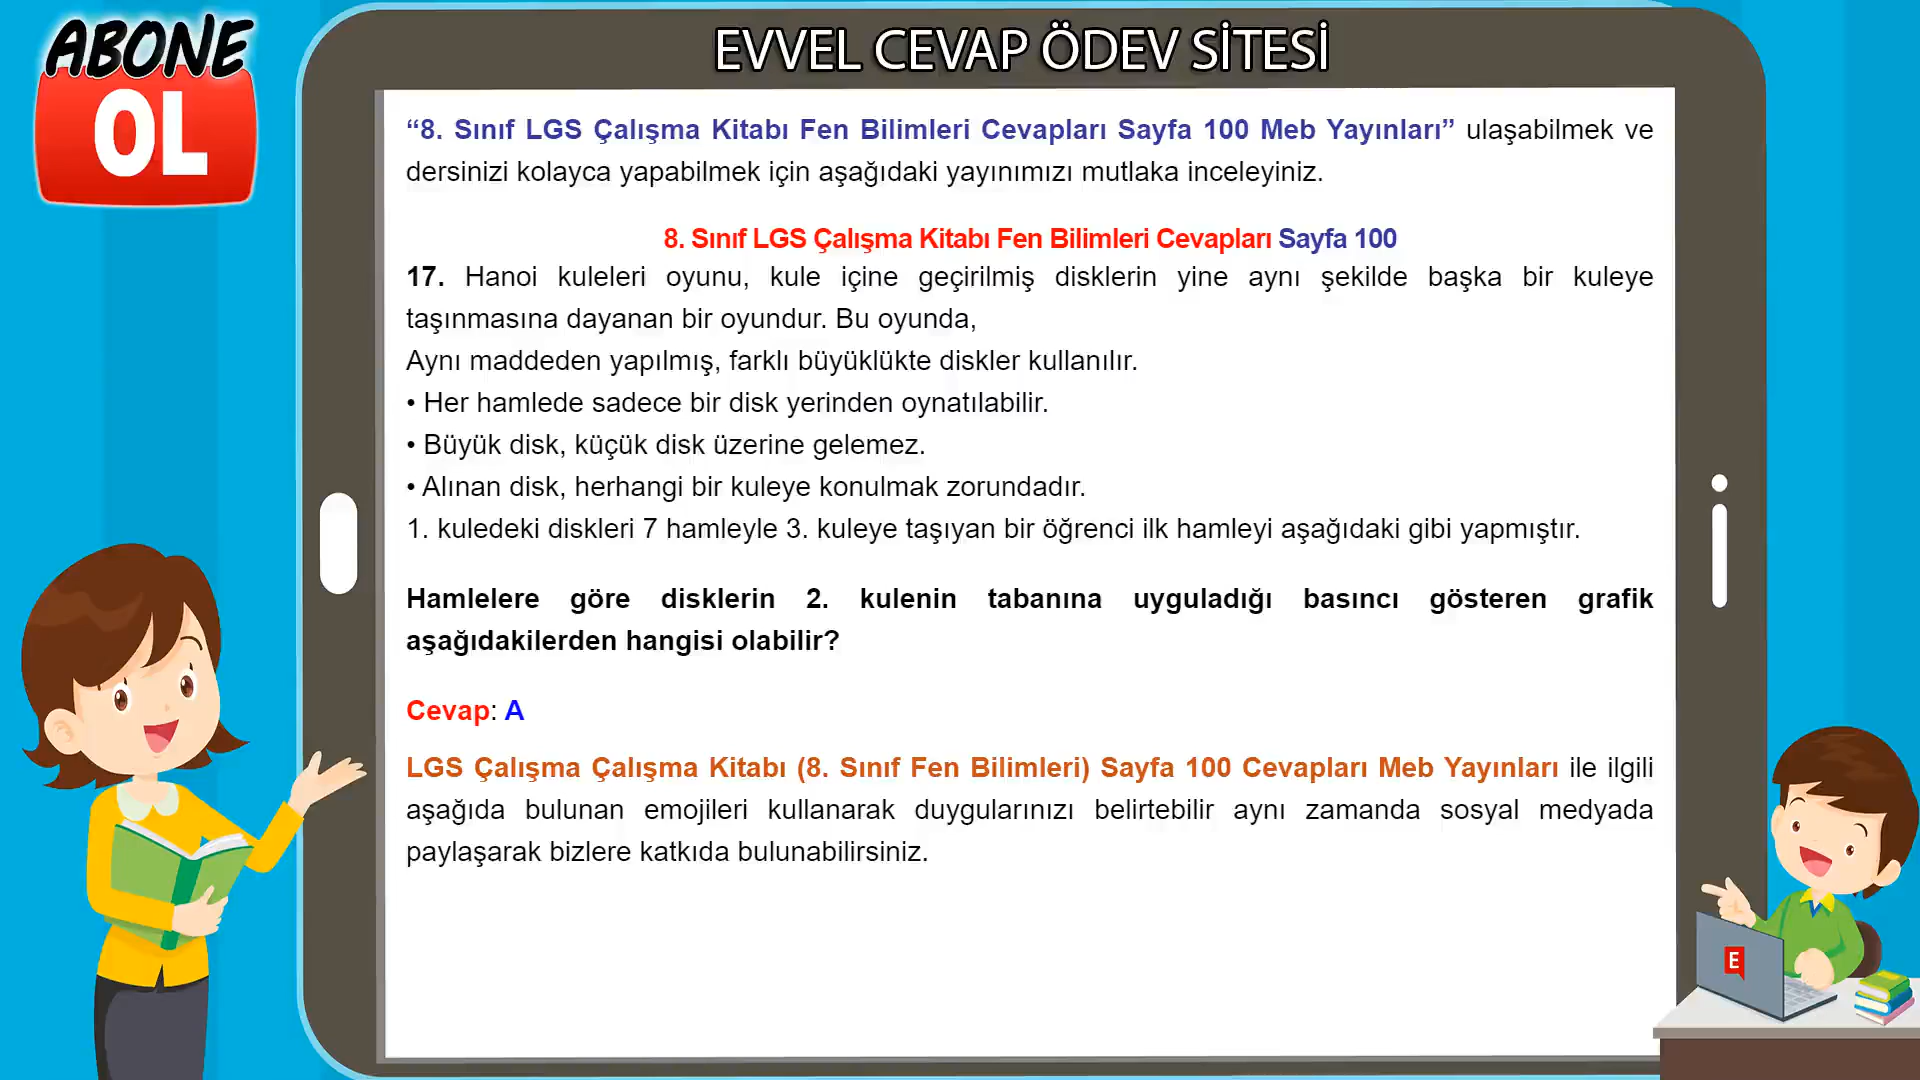 ABONE
OL
EVVEL CEVAP ÖDEV SİTESİ
“8. Sınıf LGS Çalışma Kitabı Fen Bilimleri Cevapları Sayfa 100 Meb Yayınları” ulaşabilmek ve
dersinizi kolayca yapabilmek için aşağıdaki yayınımızı mutlaka inceleyiniz.
8. Sınıf LGS Çalışma Kitabı Fen Bilimleri Cevapları Sayfa 100
17. Hanoi kuleleri oyunu, kule içine geçirilmiş disklerin yine aynı şekilde başka bir kuleye
taşınmasına dayanan bir oyundur. Bu oyunda,
Aynı maddeden yapılmış, farklı büyüklükte diskler kullanılır.
• Her hamlede sadece bir disk yerinden oynatılabilir.
• Büyük disk, küçük disk üzerine gelemez.
• Alınan disk, herhangi bir kuleye konulmak zorundadır.
1. kuledeki diskleri 7 hamleyle 3. kuleye taşıyan bir öğrenci ilk hamleyi aşağıdaki gibi yapmıştır.
Hamlelere göre disklerin 2. kulenin tabanına uyguladığı basıncı gösteren grafik
aşağıdakilerden hangisi olabilir?
Cevap: A
LGS Çalışma Çalışma Kitabı (8. Sınıf Fen Bilimleri) Sayfa 100 Cevapları Meb Yayınları ile ilgili
aşağıda bulunan emojileri kullanarak duygularınızı belirtebilir aynı zamanda sosyal medyada
paylaşarak bizlere katkıda bulunabilirsiniz.
E